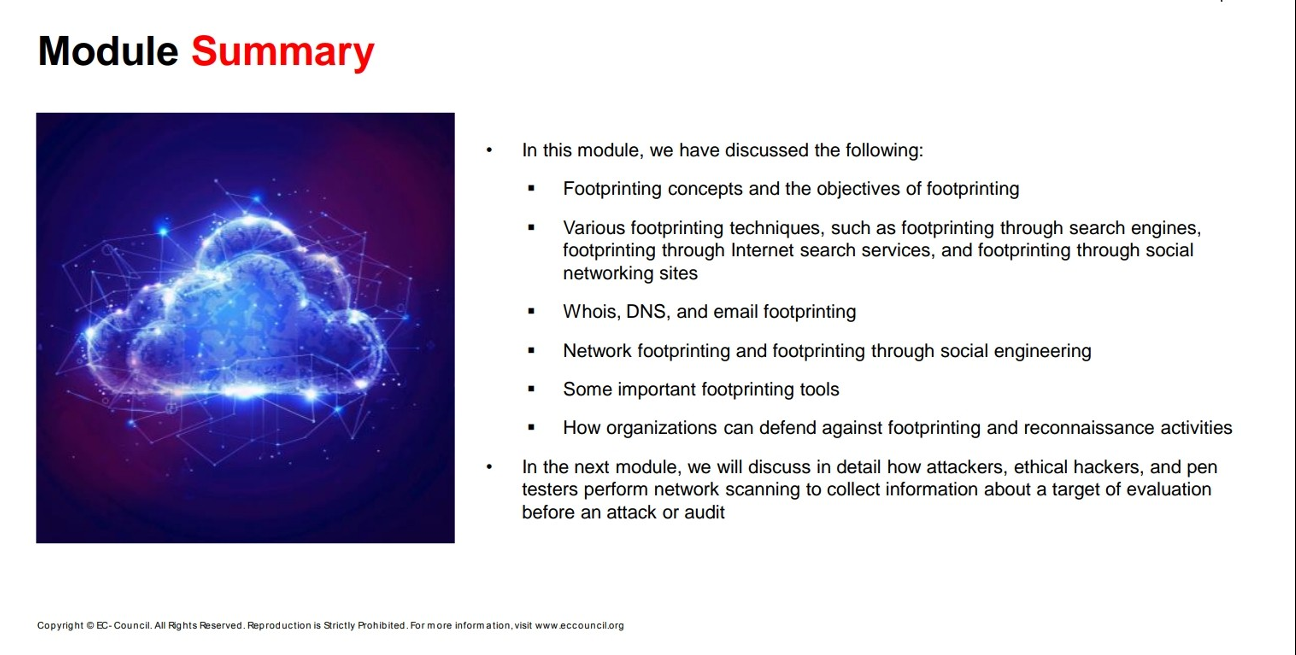 Module Summary
• In this module, we have discussed the following:
▪ Footprinting concepts and the objectives of footprinting
▪ Various footprinting techniques, such as footprinting through search engines,
footprinting through Internet search services, and footprinting through social
networking sites
▪ Whois, DNS, and email footprinting
▪ Network footprinting and footprinting through social engineering
▪ Some important footprinting tools
▪ How organizations can defend against footprinting and reconnaissance activities
• In the next module, we will discuss in detail how attackers, ethical hackers, and pen
testers perform network scanning to collect information about a target of evaluation
before an attack or audit
Copyright © EC-Council. All Rights Reserved. Reproduction is Strictly Prohibited. For more information, visit www.eccouncil.org